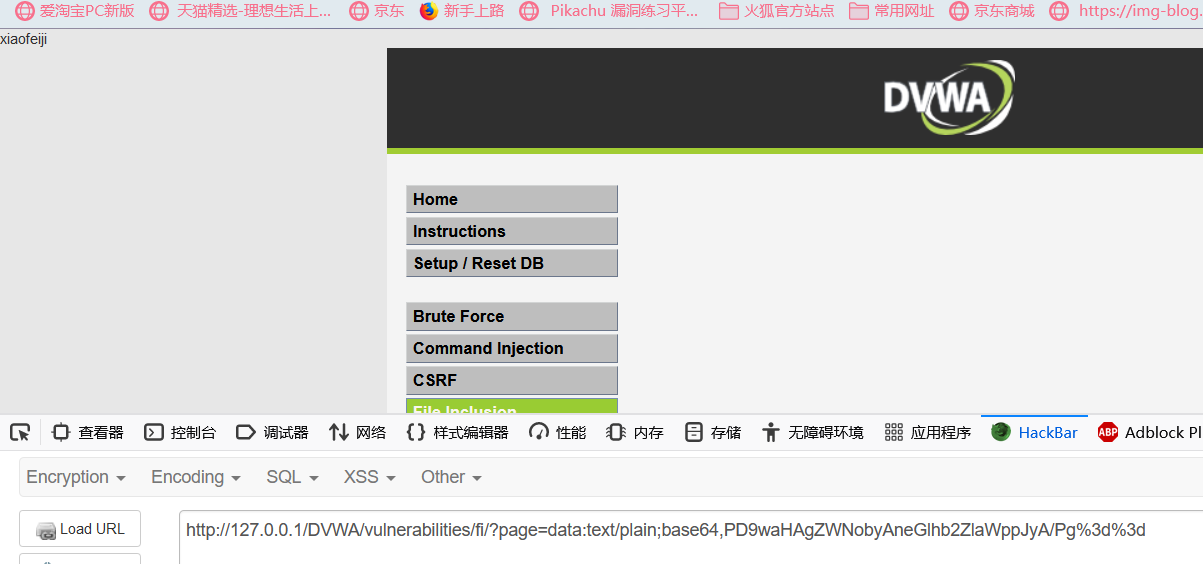 爱淘宝PC新版 天猫精选-理想生活上... 京东 新手上路 Pikachu 漏洞练习平... 火狐官方站点 常用网址 京东商城 https://img-blog.
xiaofeiji
DVWA
Home
Instructions
Setup / Reset DB
Brute Force
Command Injection
CSRF
File Inclusion
查看器 控制台 调试器 网络 样式编辑器 性能 内存 存储 无障碍环境 应用程序 HackBar ABP Adblock Pl
Encryption Encoding SQL XSS Other
Load URL
http://127.0.0.1/DVWA/vulnerabilities/fi/?page=data:text/plain;base64,PD9waHAgZWNobyAneGlhb2ZlaWppJyA/Pg%3d%3d